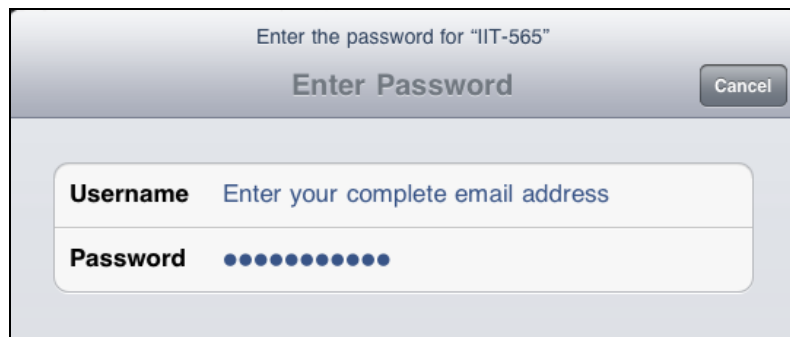 Enter the password for “IIT-565”
Enter Password
Cancel
Username Enter your complete email address
Password ●●●●●●●●●●●